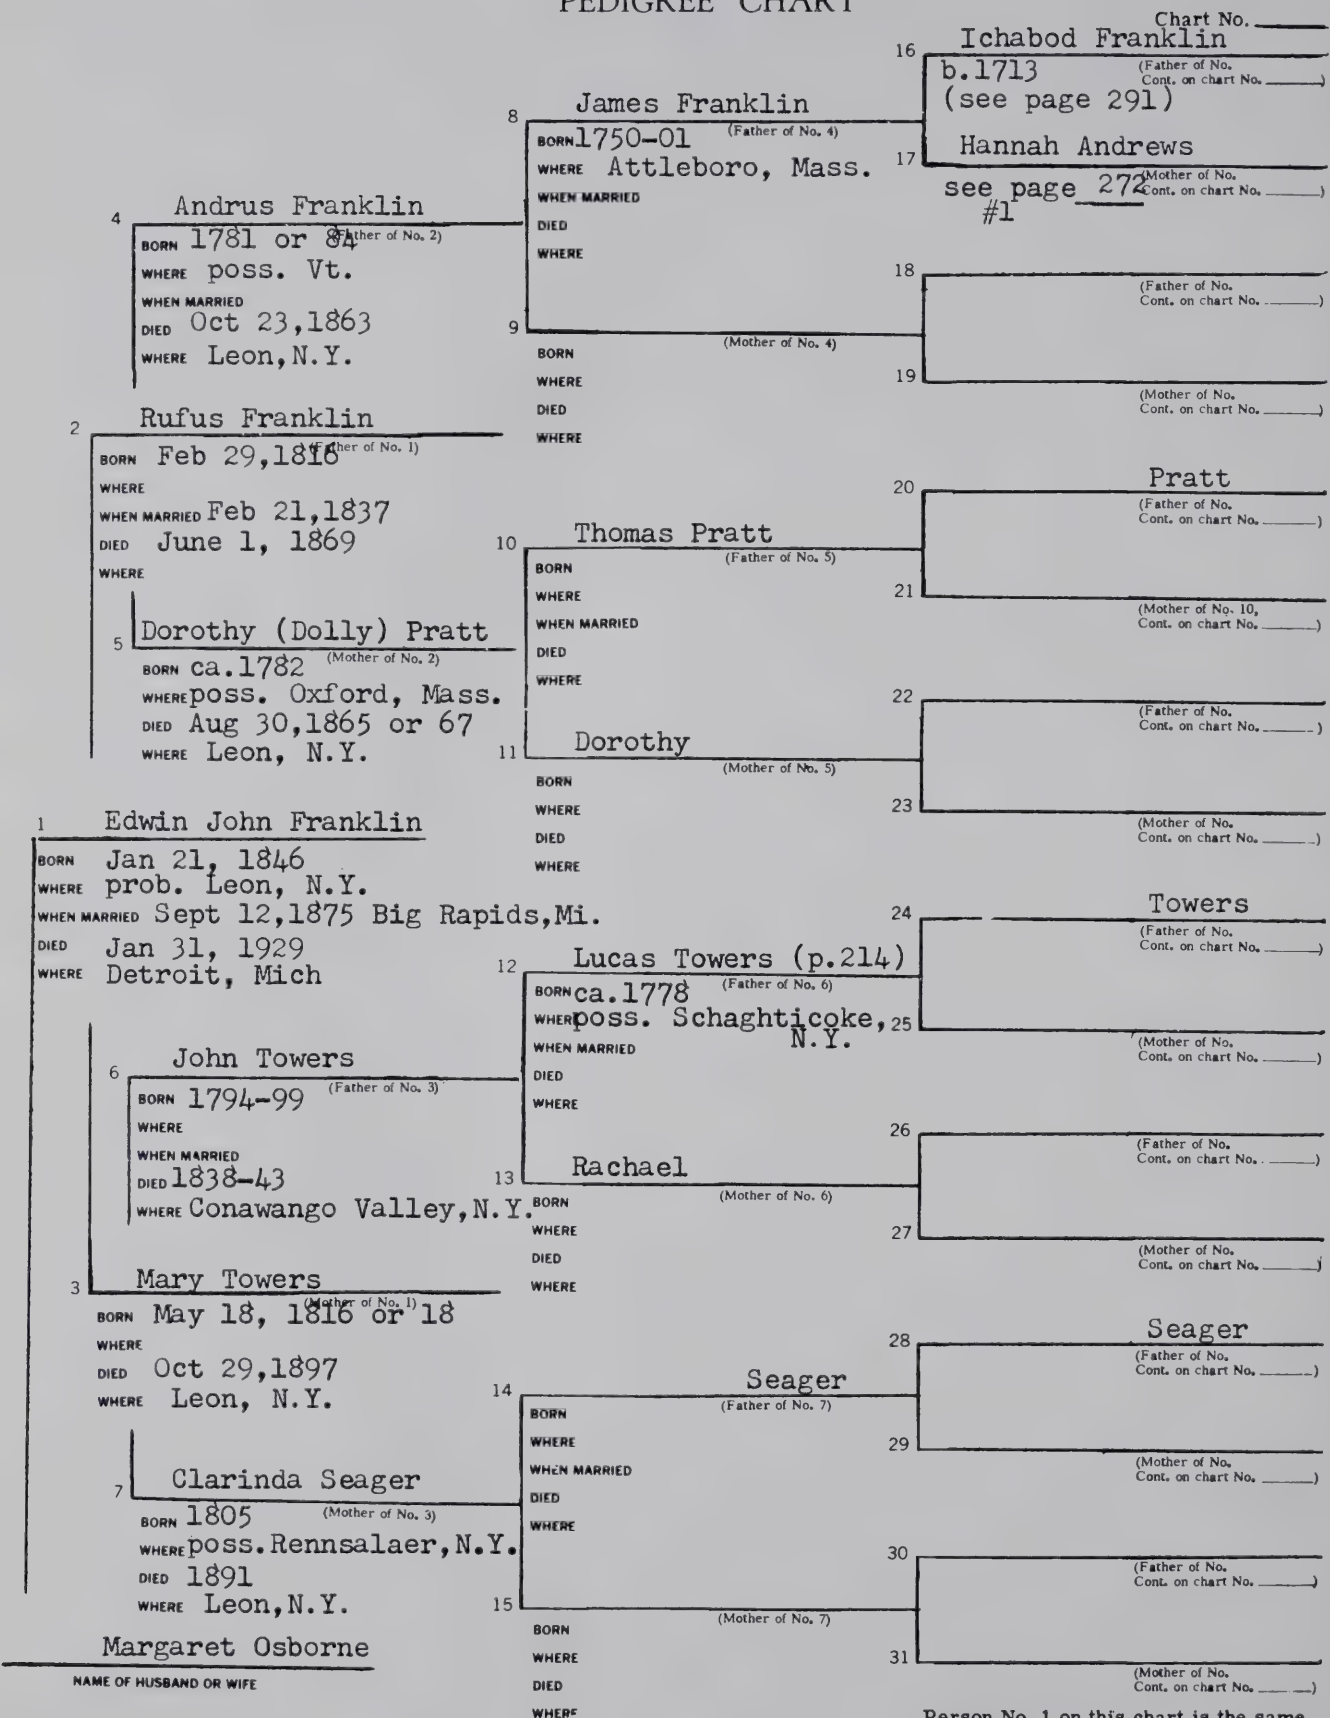 PEDIGREE CHART
Chart No.
16 Ichabod Franklin
(Father of No.
Cont. on chart No. )
b.1713
(see page 291)
8 James Franklin
(Father of No. 4)
BORN 1750-01
WHERE Attleboro, Mass.
WHEN MARRIED
DIED
WHERE
17 Hannah Andrews
(Mother of No.
Cont. on chart No. )
see page 272
#1
4 Andrus Franklin
(Father of No. 2)
BORN 1781 or 84
WHERE poss. Vt.
WHEN MARRIED
DIED Oct 23,1863
WHERE Leon,N.Y.
18
(Father of No.
Cont. on chart No. )
9
(Mother of No. 4)
BORN
WHERE
DIED
WHERE
19
(Mother of No.
Cont. on chart No. )
2 Rufus Franklin
(Father of No. 1)
BORN Feb 29,1816
WHERE
WHEN MARRIED Feb 21,1837
DIED June 1, 1869
WHERE
20 Pratt
(Father of No.
Cont. on chart No. )
10 Thomas Pratt
(Father of No. 5)
BORN
WHERE
WHEN MARRIED
DIED
WHERE
21
(Mother of No. 10,
Cont. on chart No. )
5 Dorothy (Dolly) Pratt
(Mother of No. 2)
BORN ca.1782
WHERE poss. Oxford, Mass.
DIED Aug 30,1865 or 67
WHERE Leon, N.Y.
22
(Father of No.
Cont. on chart No. )
11 Dorothy
(Mother of No. 5)
BORN
WHERE
DIED
WHERE
23
(Mother of No.
Cont. on chart No. )
1 Edwin John Franklin
BORN Jan 21, 1846
WHERE prob. Leon, N.Y.
WHEN MARRIED Sept 12,1875 Big Rapids,Mi.
DIED Jan 31, 1929
WHERE Detroit, Mich
24 Towers
(Father of No.
Cont. on chart No. )
12 Lucas Towers (p.214)
(Father of No. 6)
BORN ca.1778
WHERE poss. Schaghticoke,
N.Y.
WHEN MARRIED
DIED
WHERE
25
(Mother of No.
Cont. on chart No. )
6 John Towers
(Father of No. 3)
BORN 1794-99
WHERE
WHEN MARRIED
DIED 1838-43
WHERE Conawango Valley,N.Y.
26
(Father of No.
Cont. on chart No. )
13 Rachael
(Mother of No. 6)
BORN
WHERE
DIED
WHERE
27
(Mother of No.
Cont. on chart No. )
3 Mary Towers
(Mother of No. 1)
BORN May 18, 1816 or 18
WHERE
DIED Oct 29,1897
WHERE Leon, N.Y.
28 Seager
(Father of No.
Cont. on chart No. )
14 Seager
(Father of No. 7)
BORN
WHERE
WHEN MARRIED
DIED
WHERE
29
(Mother of No.
Cont. on chart No. )
7 Clarinda Seager
(Mother of No. 3)
BORN 1805
WHERE poss.Rennsalaer,N.Y.
DIED 1891
WHERE Leon,N.Y.
30
(Father of No.
Cont. on chart No. )
15
(Mother of No. 7)
BORN
WHERE
DIED
WHERE
31
(Mother of No.
Cont. on chart No. )
Margaret Osborne
NAME OF HUSBAND OR WIFE
Person No. 1 on this chart is the same